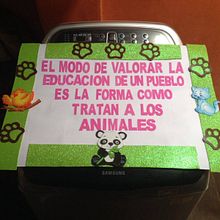 EL MODO DE VALORAR LA
EDUCACION DE UN PUEBLO
ES LA FORMA COMO
TRATAN A LOS
ANIMALES
SAMSUNG